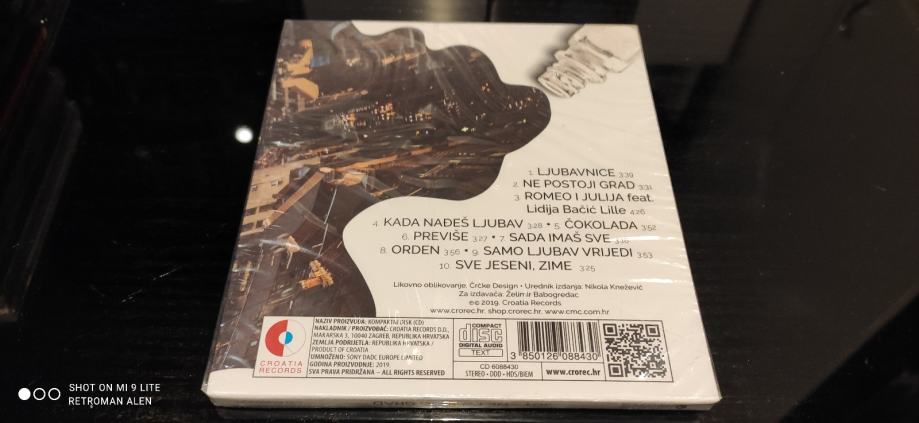 1. LJUBAVNICE 3:39
2. NE POSTOJI GRAD 3:31
3. ROMEO I JULIJA feat.
Lidija Bačić Lille 4:26
4. KADA NAĐEŠ LJUBAV 3:28 • 5. ČOKOLADA 3:52
6. PREVIŠE 3:27 • 7. SADA IMAŠ SVE
8. ORDEN 3:56 • 9. SAMO LJUBAV VRIJEDI 3:53
10. SVE JESENI, ZIME 3:25
Likovno oblikovanje: Črčke Design • Urednik izdanja: Nikola Knežević
Za izdavača: Želimir Babogredac
℗© 2019. Croatia Records
www.crorec.hr, shop.crorec.hr, www.cmc.com.hr
CROATIA
RECORDS
NAZIV PROIZVODA: KOMPAKTNI DISK (CD)
NAKLADNIK / PROIZVOĐAČ: CROATIA RECORDS D.D.,
MAKARSKA 3, 10040 ZAGREB, REPUBLIKA HRVATSKA
ZEMLJA PODRIJETLA: REPUBLIKA HRVATSKA /
PRODUCT OF CROATIA
UMNOŽENO: SONY DADC EUROPE LIMITED
GODINA PROIZVODNJE: 2019.
SVA PRAVA PRIDRŽANA – ALL RIGHTS RESERVED
COMPACT
disc
DIGITAL AUDIO
TEXT
CD 6088430
STEREO • DDD • HDS/BIEM
3 850126 088430
www.crorec.hr
SHOT ON MI 9 LITE
RETROMAN ALEN